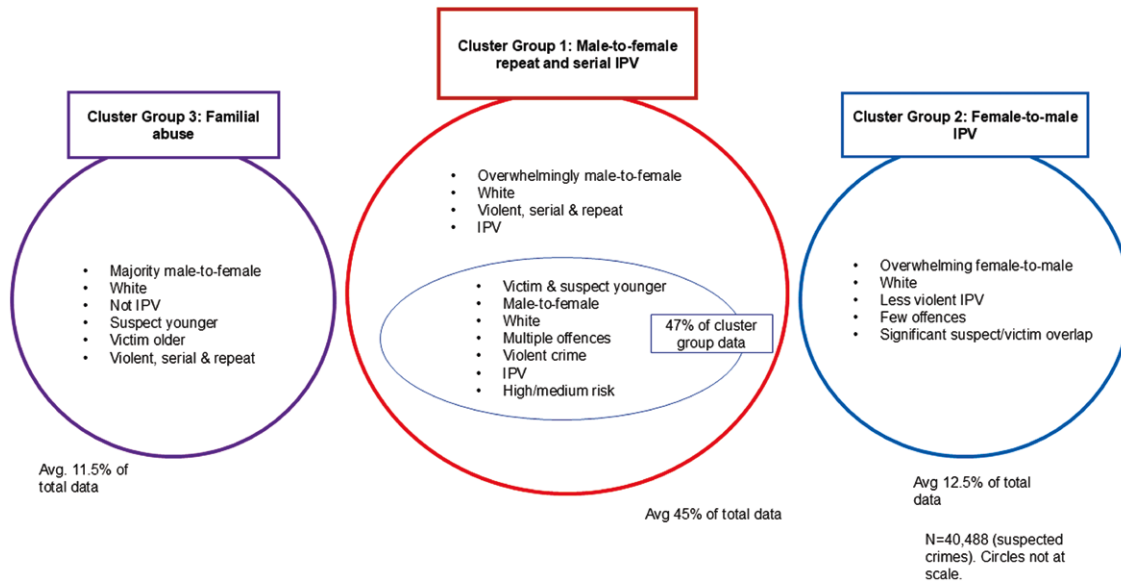 Cluster Group 1: Male-to-female
repeat and serial IPV
Cluster Group 3: Familial
abuse
Cluster Group 2: Female-to-male
IPV
• Overwhelmingly male-to-female
• White
• Violent, serial & repeat
• IPV
• Majority male-to-female
• White
• Not IPV
• Suspect younger
• Victim older
• Violent, serial & repeat
• Victim & suspect younger
• Male-to-female
• White
• Multiple offences
• Violent crime
• IPV
• High/medium risk
47% of cluster
group data
• Overwhelming female-to-male
• White
• Less violent IPV
• Few offences
• Significant suspect/victim overlap
Avg. 11.5% of
total data
Avg 45% of total data
Avg 12.5% of total
data
N=40,488 (suspected
crimes). Circles not at
scale.